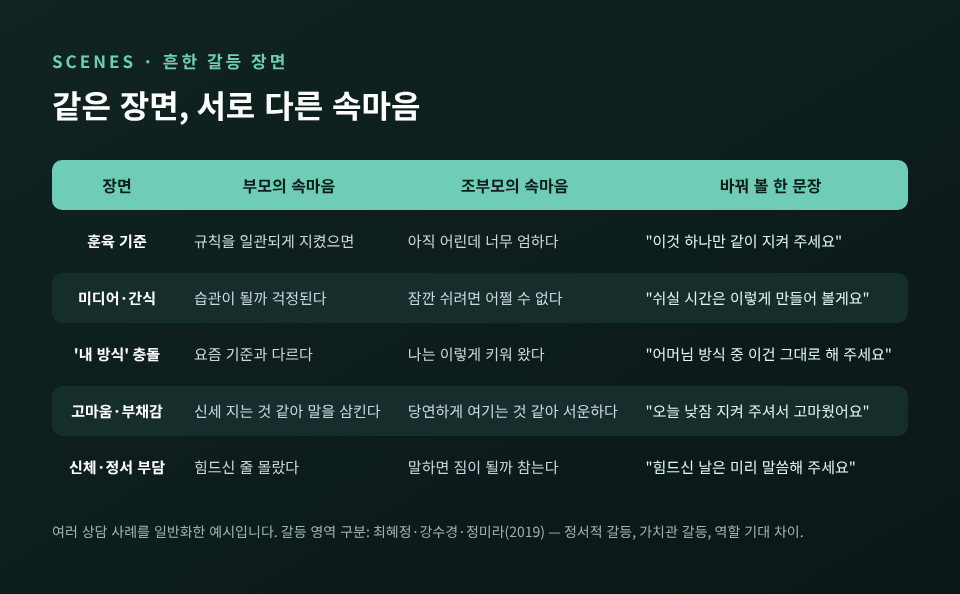 SCENES · 흔한 갈등 장면
같은 장면, 서로 다른 속마음
장면 부모의 속마음 조부모의 속마음 바꿔 볼 한 문장
훈육 기준 규칙을 일관되게 지켰으면 아직 어린데 너무 엄하다 "이것 하나만 같이 지켜 주세요"
미디어·간식 습관이 될까 걱정된다 잠깐 쉬려면 어쩔 수 없다 "쉬실 시간은 이렇게 만들어 볼게요"
'내 방식' 충돌 요즘 기준과 다르다 나는 이렇게 키워 왔다 "어머님 방식 중 이건 그대로 해 주세요"
고마움·부채감 신세 지는 것 같아 말을 삼킨다 당연하게 여기는 것 같아 서운하다 "오늘 낮잠 지켜 주셔서 고마웠어요"
신체·정서 부담 힘드신 줄 몰랐다 말하면 짐이 될까 참는다 "힘드신 날은 미리 말씀해 주세요"
여러 상담 사례를 일반화한 예시입니다. 갈등 영역 구분: 최혜정·강수경·정미라(2019) — 정서적 갈등, 가치관 갈등, 역할 기대 차이.